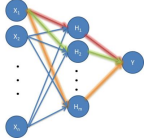 X₁
H₁
X₂
H₂
Y
Hₘ
Xₙ